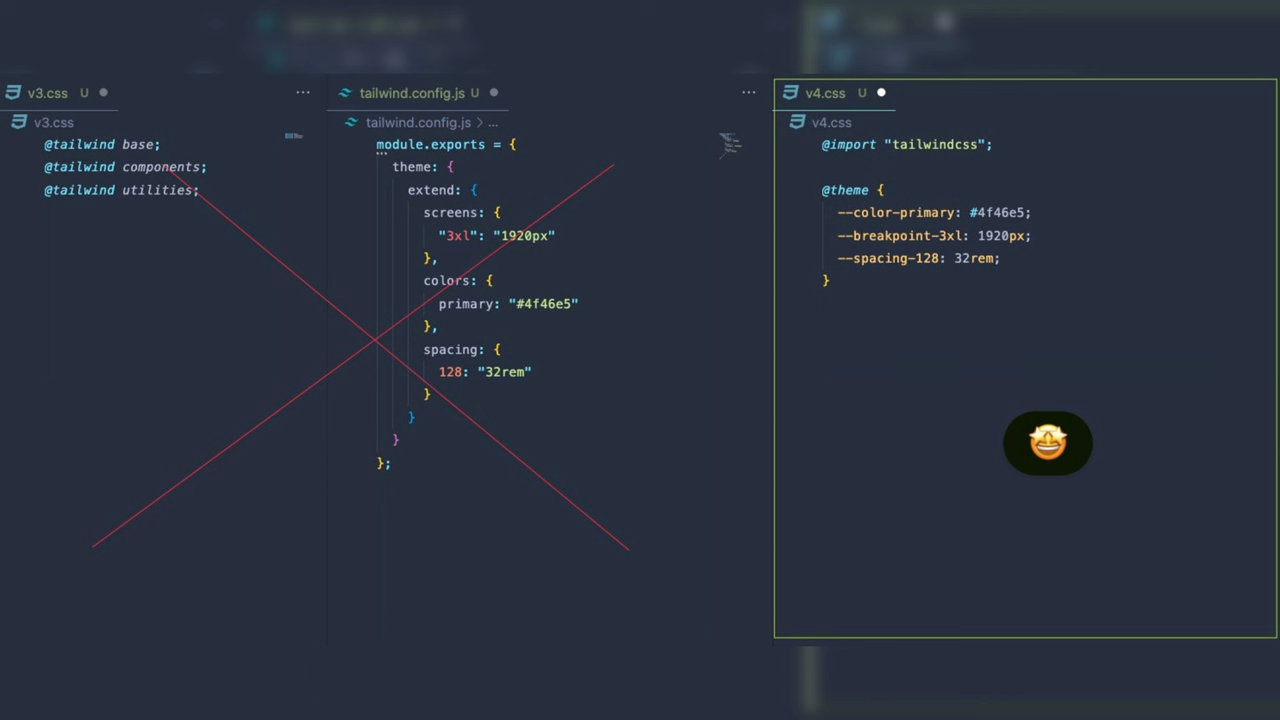 v3.css U
v3.css
@tailwind base;
@tailwind components;
@tailwind utilities;
tailwind.config.js U
tailwind.config.js > ...
module.exports = {
theme: {
extend: {
screens: {
"3xl": "1920px"
},
colors: {
primary: "#4f46e5"
},
spacing: {
128: "32rem"
}
}
}
};
v4.css U
v4.css
@import "tailwindcss";
@theme {
--color-primary: #4f46e5;
--breakpoint-3xl: 1920px;
--spacing-128: 32rem;
}